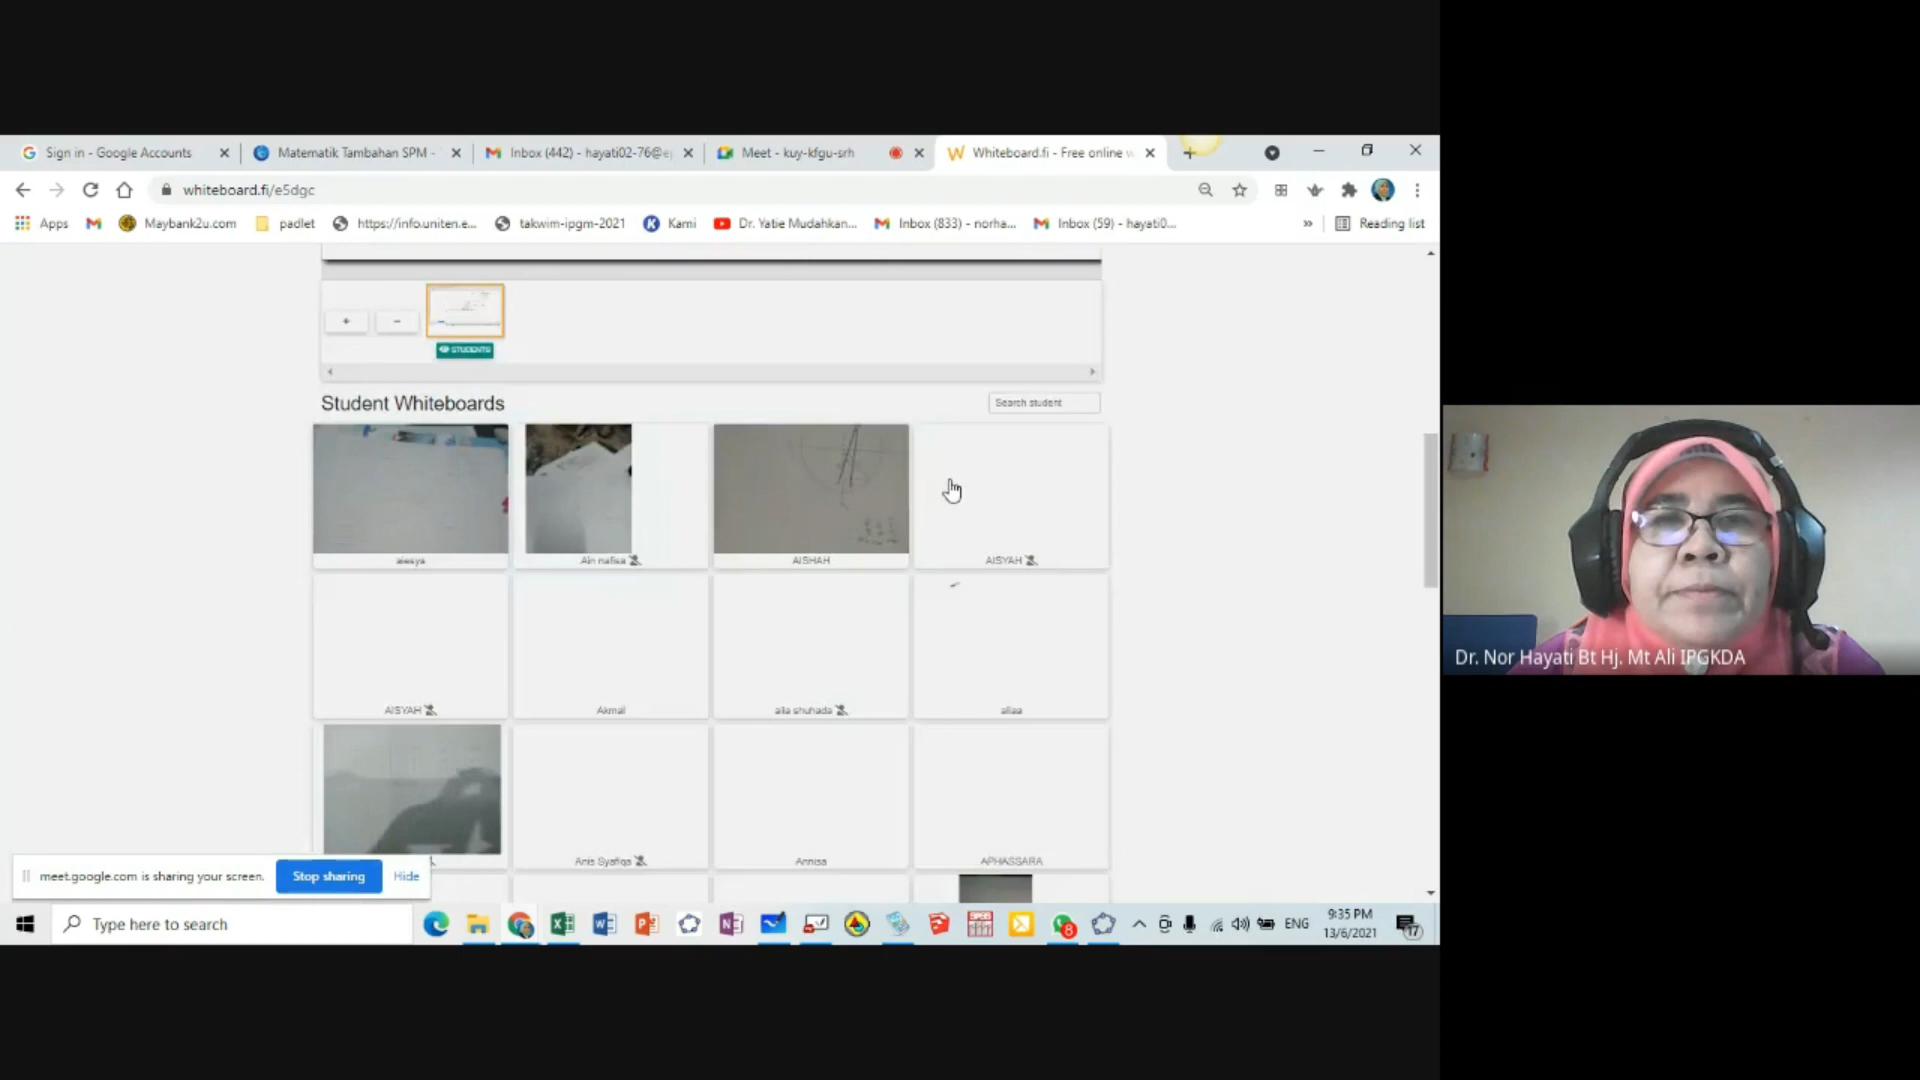 Sign in - Google Accounts
Matematik Tambahan SPM -
Inbox (442) - hayati02-76@e
Meet - kuy-kfgu-srh
Whiteboard.fi - Free online w
whiteboard.fi/e5dgc
Apps
Maybank2u.com
padlet
https://info.uniten.e...
takwim-ipgm-2021
Kami
Dr. Yatie Mudahkan...
Inbox (833) - norha...
Inbox (59) - hayati0...
»
Reading list
+
-
STUDENTS
Student Whiteboards
Search student
aiesya
Ain nafisa
AISHAH
AISYAH
AISYAH
Akmal
alia shuhada
aliaa
Anis Syafiqa
Annisa
APHASSARA
meet.google.com is sharing your screen.
Stop sharing
Hide
Type here to search
8
ENG
9:35 PM
13/6/2021
17
Dr. Nor Hayati Bt Hj. Mt Ali IPGKDA